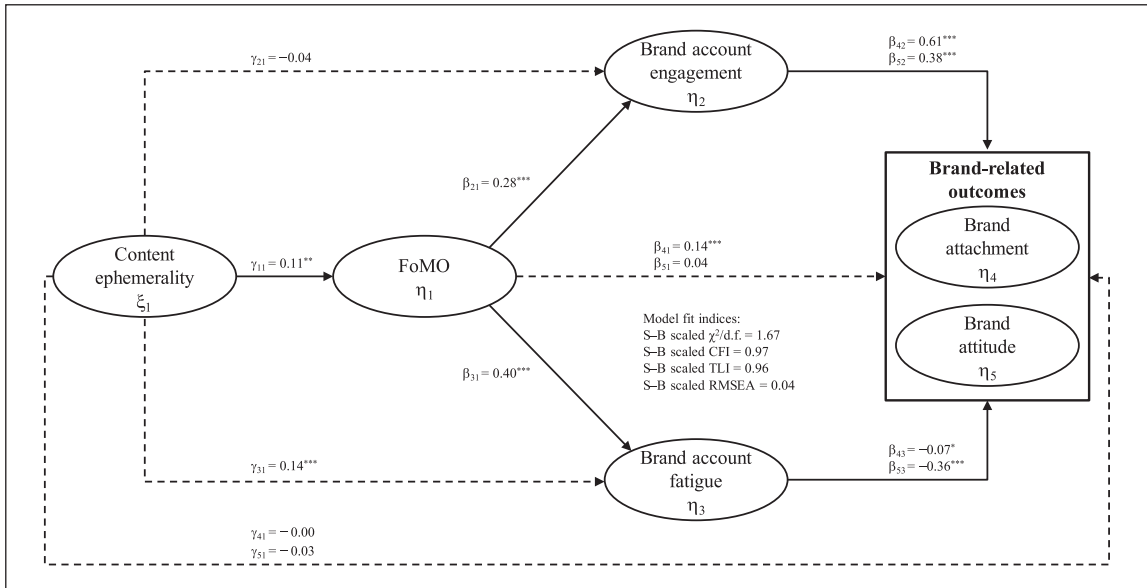 γ21 = −0.04
Brand account
engagement
η2
β42 = 0.61***
β52 = 0.38***
β21 = 0.28***
Content
ephemerality
ξ1
γ11 = 0.11**
FoMO
η1
β41 = 0.14***
β51 = 0.04
Brand-related
outcomes
Brand
attachment
η4
Brand
attitude
η5
Model fit indices:
S–B scaled χ²/d.f. = 1.67
S–B scaled CFI = 0.97
S–B scaled TLI = 0.96
S–B scaled RMSEA = 0.04
β31 = 0.40***
γ31 = 0.14***
Brand account
fatigue
η3
β43 = −0.07*
β53 = −0.36***
γ41 = −0.00
γ51 = −0.03